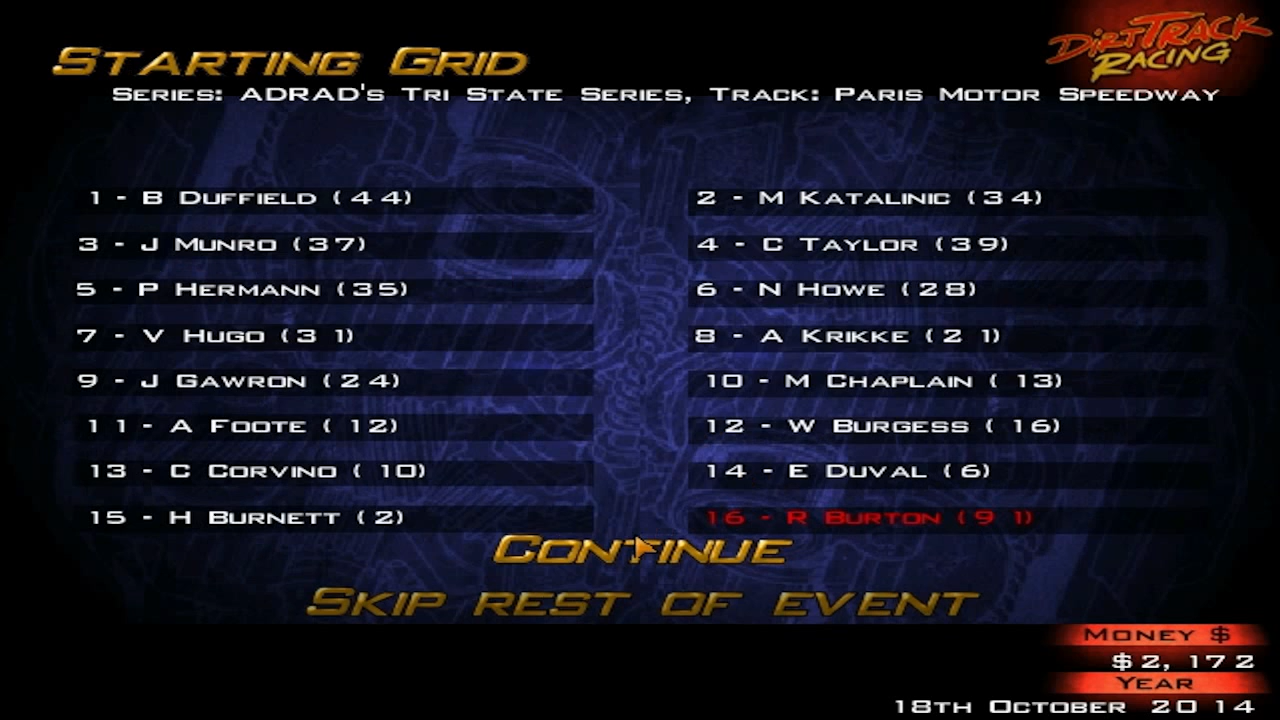 Dirt Track
Racing
Starting Grid
Series: ADRAD's Tri State Series, Track: Paris Motor Speedway
1 - B Duffield (44)
2 - M Katalinic (34)
3 - J Munro (37)
4 - C Taylor (39)
5 - P Hermann (35)
6 - N Howe (28)
7 - V Hugo (31)
8 - A Krikke (21)
9 - J Gawron (24)
10 - M Chaplain (13)
11 - A Foote (12)
12 - W Burgess (16)
13 - C Corvino (10)
14 - E Duval (6)
15 - H Burnett (2)
16 - R Burton (91)
Continue
Skip rest of event
Money $
$2,172
Year
18th October 2014